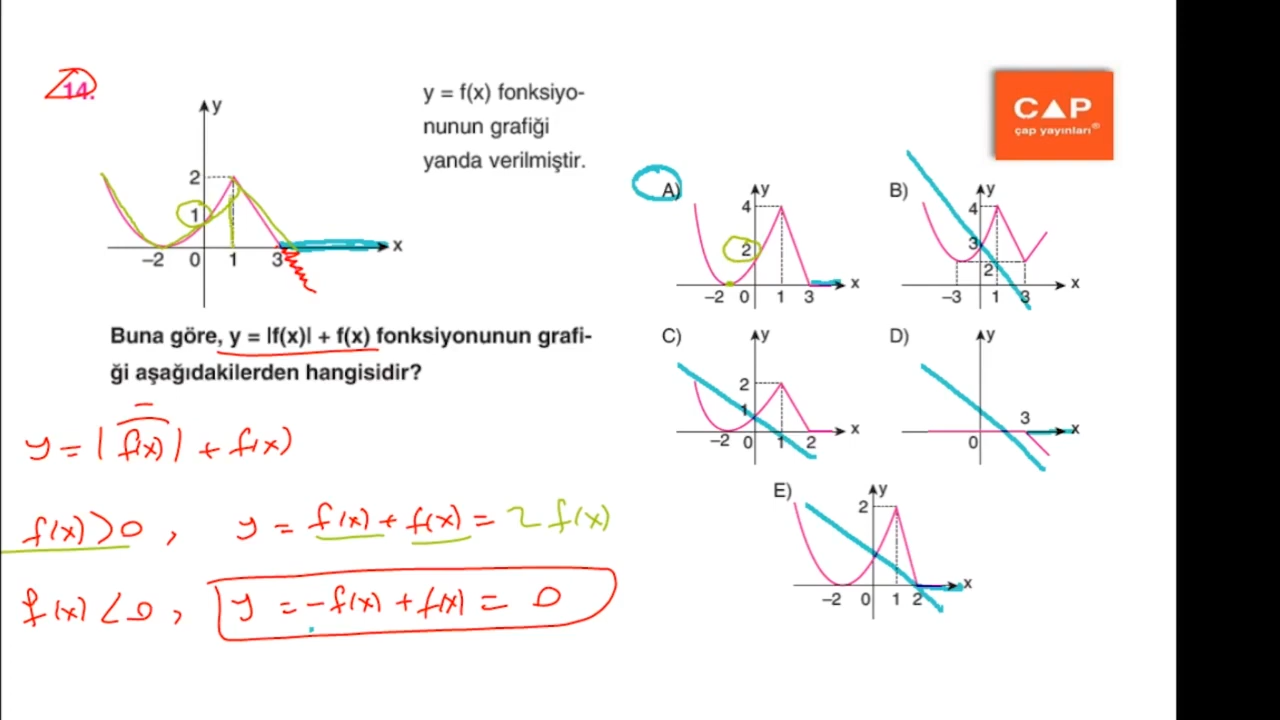 14.
y = f(x) fonksiyo-
nunun grafiği
yanda verilmiştir.
y
2
1
-2 0 1 3 x
Buna göre, y = |f(x)| + f(x) fonksiyonunun grafi-
ği aşağıdakilerden hangisidir?
y = |f(x)| + f(x)
f(x) > 0, y = f(x) + f(x) = 2f(x)
f(x) < 0, y = -f(x) + f(x) = 0
CAP
çap yayınları®
A)
y
4
2
-2 0 1 3 x
B)
y
4
3
2
-3 1 3 x
C)
y
2
1
-2 0 1 2 x
D)
y
3
0 x
E)
y
2
-2 0 1 2 x